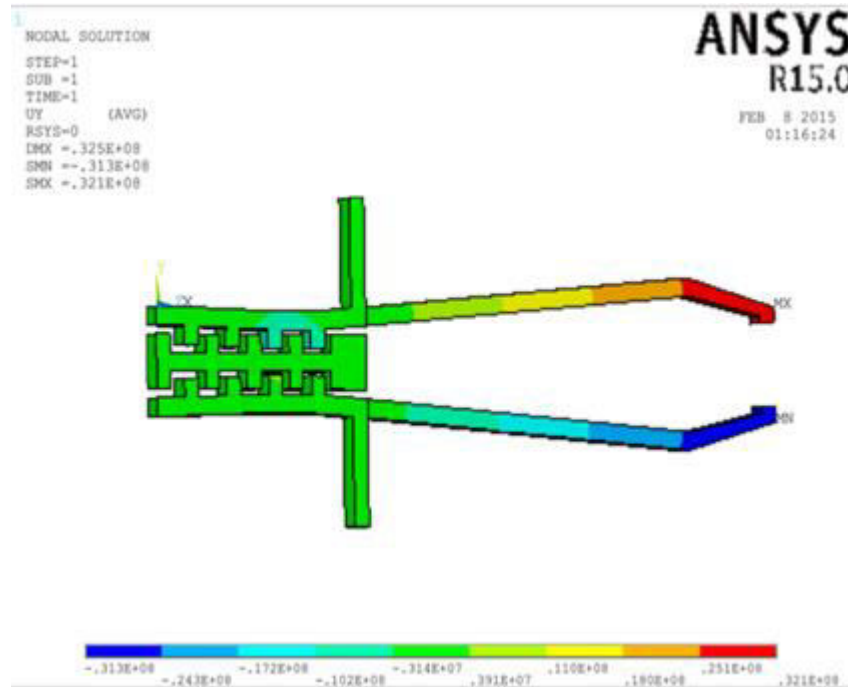 1
NODAL SOLUTION
STEP=1
SUB =1
TIME=1
UY (AVG)
RSYS=0
DMX =.325E+08
SMN =-.313E+08
SMX =.321E+08
ANSYS
R15.0
FEB 8 2015
01:16:24
Y
ZX
MX
MN
-.313E+08 -.172E+08 -.314E+07 .110E+08 .251E+08
-.243E+08 -.102E+08 .391E+07 .180E+08 .321E+08